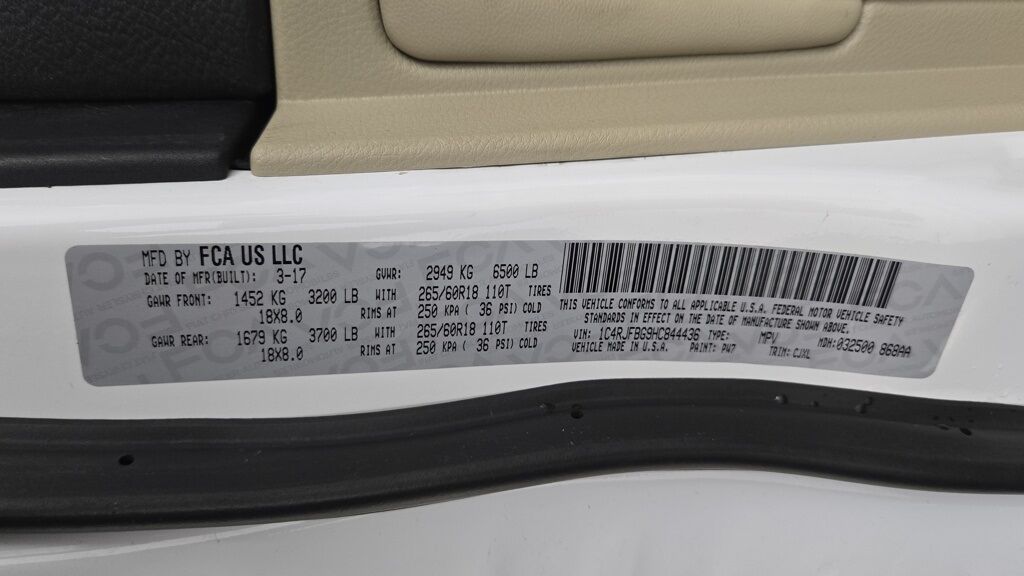 MFD BY FCA US LLC
DATE OF MFR(BUILT): 3-17 GVWR: 2949 KG 6500 LB
GAWR FRONT: 1452 KG 3200 LB WITH 265/60R18 110T TIRES
18X8.0 RIMS AT 250 KPA ( 36 PSI) COLD
GAWR REAR: 1679 KG 3700 LB WITH 265/60R18 110T TIRES
18X8.0 RIMS AT 250 KPA ( 36 PSI) COLD
THIS VEHICLE CONFORMS TO ALL APPLICABLE U.S.A. FEDERAL MOTOR VEHICLE SAFETY
STANDARDS IN EFFECT ON THE DATE OF MANUFACTURE SHOWN ABOVE.
VIN: 1C4RJFBG9HC844436 TYPE: MPV MDH: 032500 868AA
VEHICLE MADE IN U.S.A. PAINT: PW7 TRIM: CJXL